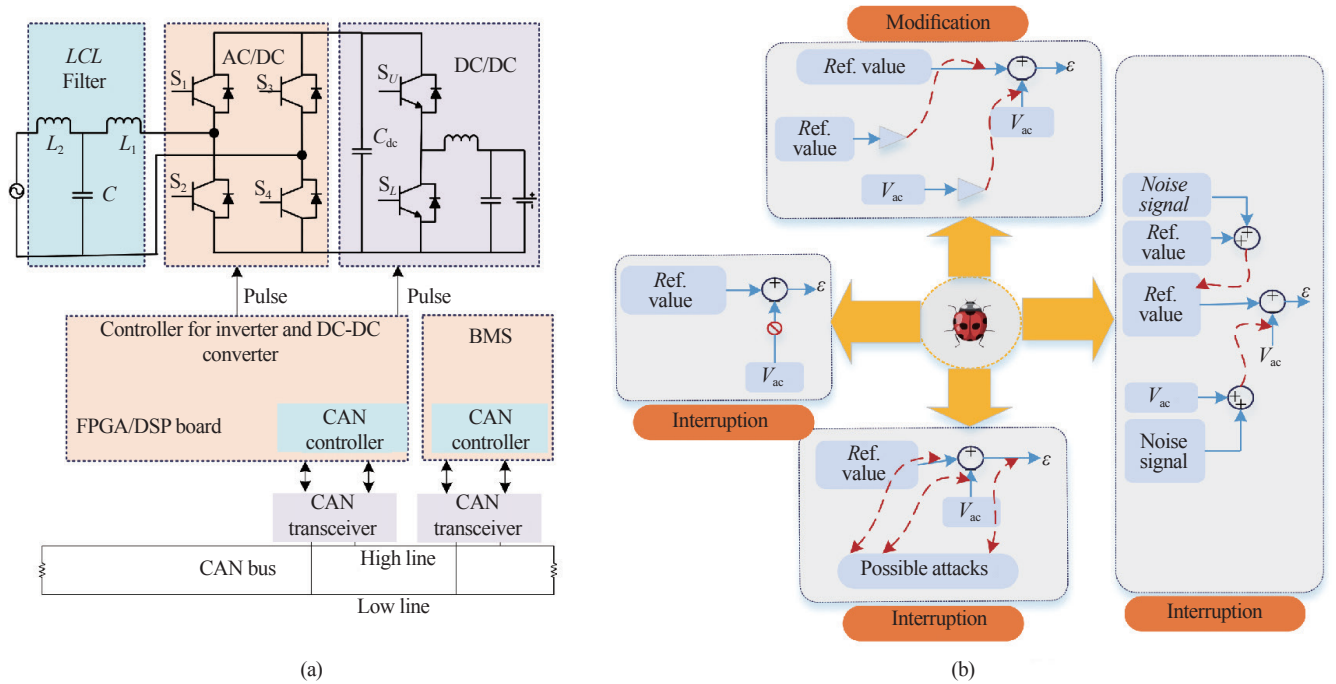 LCL
Filter
AC/DC
DC/DC
S1
S3
SU
L2
L1
Cdc
C
S2
S4
SL
Pulse
Pulse
Controller for inverter and DC-DC
converter
BMS
FPGA/DSP board
CAN
controller
CAN
controller
CAN
transceiver
CAN
transceiver
High line
CAN bus
Low line
(a)
Modification
Ref. value
+
ε
Vac
Ref.
value
Vac
Ref.
value
+
ε
Vac
Interruption
Ref.
value
+
ε
Vac
Possible attacks
Interruption
Noise
signal
Ref.
value
+
+
Ref.
value
+
ε
Vac
Vac
+
+
Noise
signal
Interruption
(b)